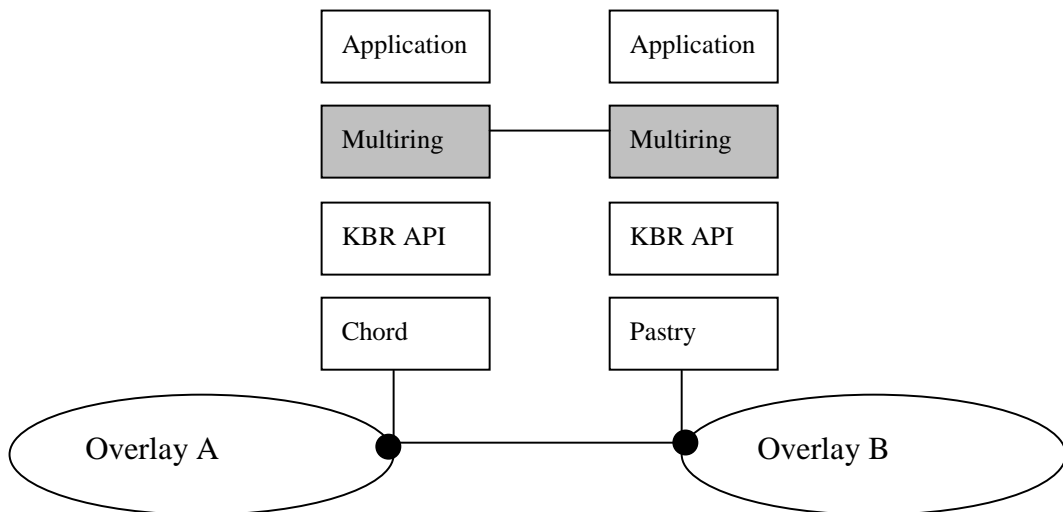 Application Application
Multiring Multiring
KBR API KBR API
Chord Pastry
Overlay A Overlay B